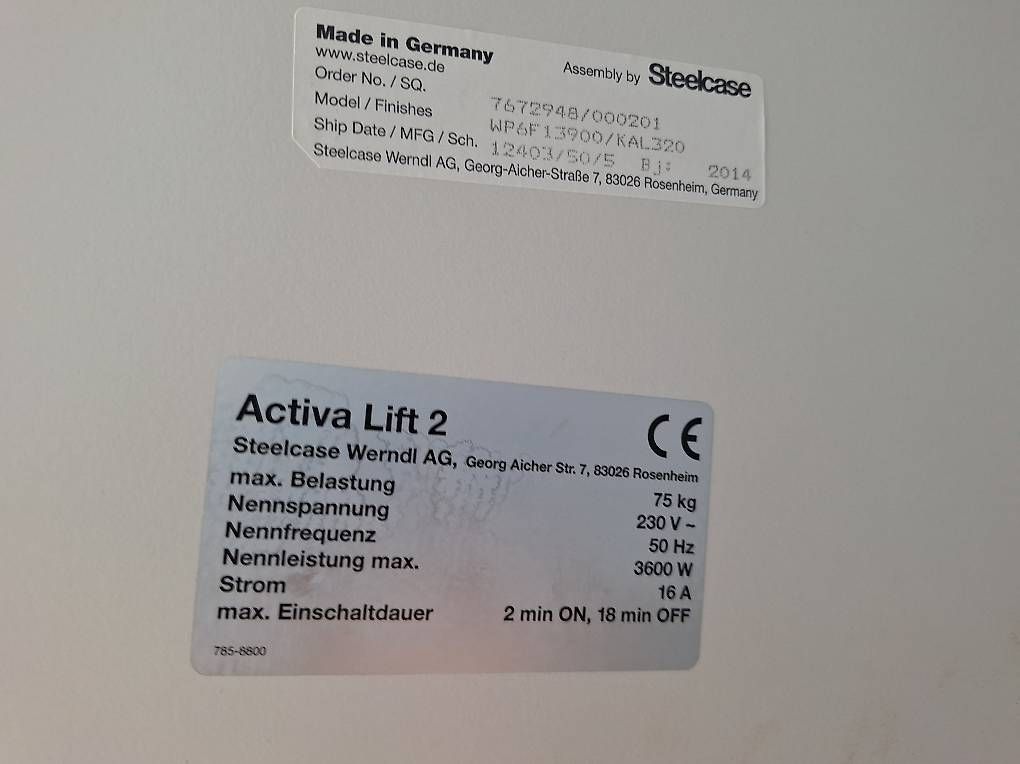 Made in Germany
www.steelcase.de
Assembly by Steelcase
Order No. / SQ. 7672948/000201
Model / Finishes WP6F13900/KAL320
Ship Date / MFG / Sch. 12403/50/5 Bj: 2014
Steelcase Werndl AG, Georg-Aicher-Straße 7, 83026 Rosenheim, Germany
Activa Lift 2 CE
Steelcase Werndl AG, Georg Aicher Str. 7, 83026 Rosenheim
max. Belastung 75 kg
Nennspannung 230 V ~
Nennfrequenz 50 Hz
Nennleistung max. 3600 W
Strom 16 A
max. Einschaltdauer 2 min ON, 18 min OFF
785-8800